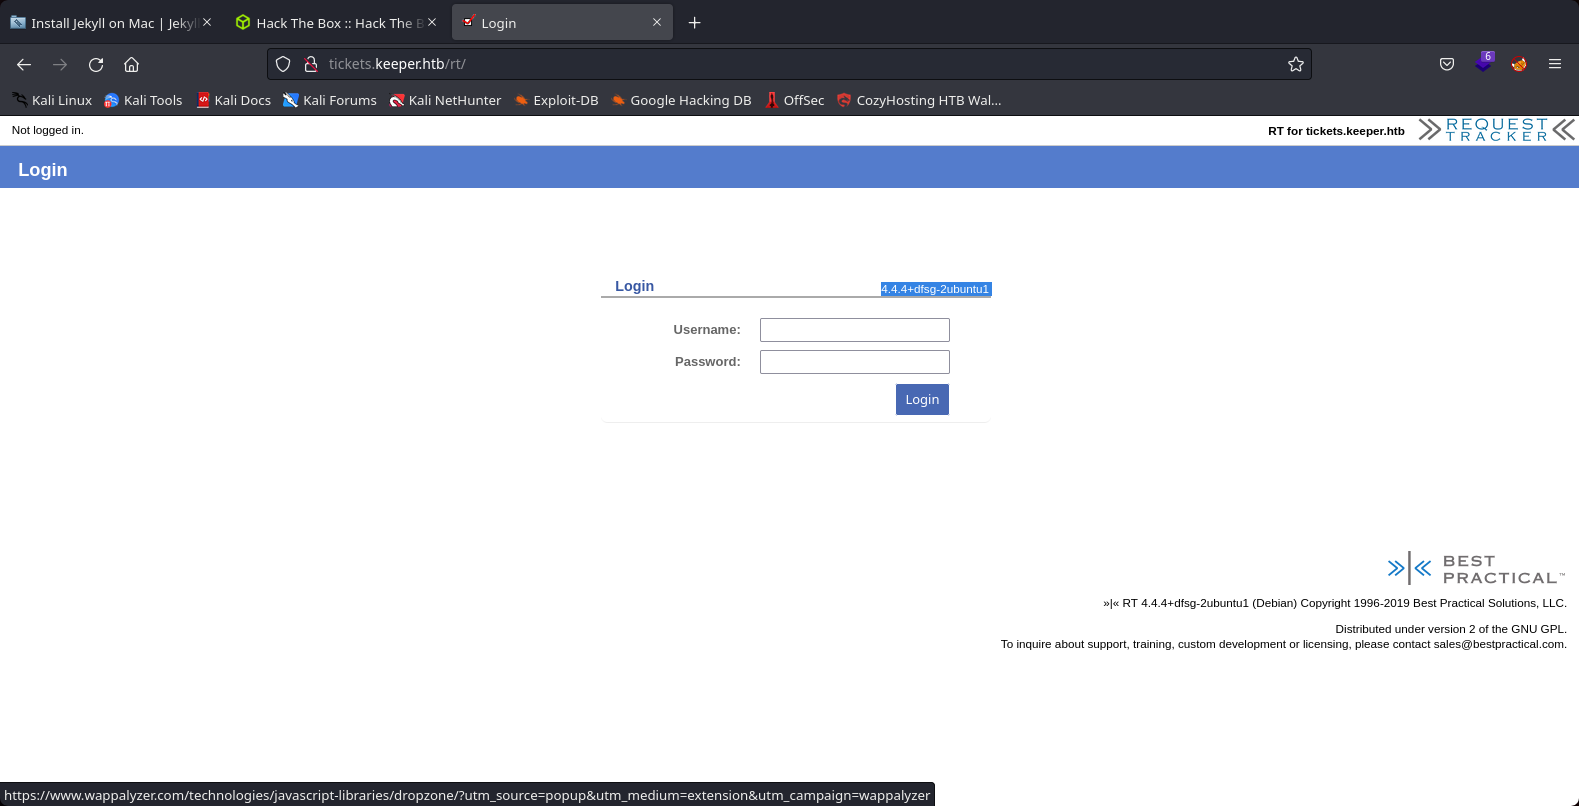 Install Jekyll on Mac | Jekyll
Hack The Box :: Hack The B
Login
tickets.keeper.htb/rt/
6
Kali Linux Kali Tools Kali Docs Kali Forums Kali NetHunter Exploit-DB Google Hacking DB OffSec CozyHosting HTB Wal...
Not logged in.
RT for tickets.keeper.htb
REQUEST
TRACKER
Login
Login 4.4.4+dfsg-2ubuntu1
Username:
Password:
Login
BEST
PRACTICAL™
»|« RT 4.4.4+dfsg-2ubuntu1 (Debian) Copyright 1996-2019 Best Practical Solutions, LLC.
Distributed under version 2 of the GNU GPL.
To inquire about support, training, custom development or licensing, please contact sales@bestpractical.com.
https://www.wappalyzer.com/technologies/javascript-libraries/dropzone/?utm_source=popup&utm_medium=extension&utm_campaign=wappalyzer